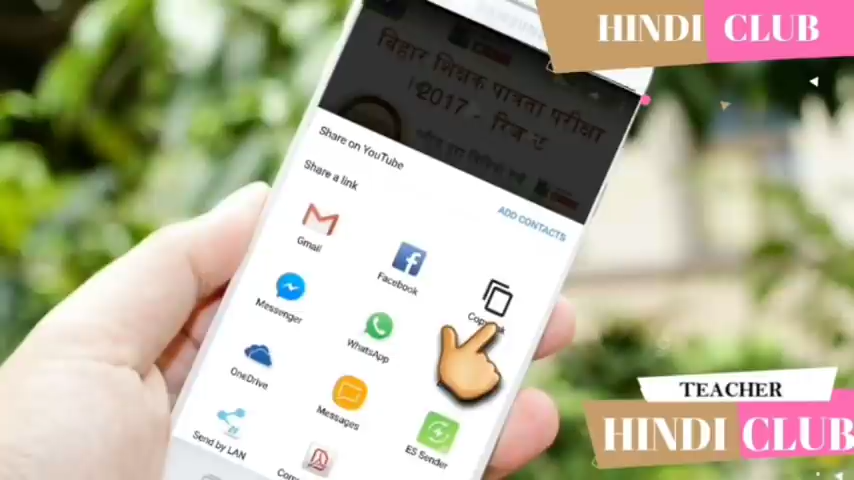 HINDI CLUB
बिहार शिक्षक पात्रता परीक्षा
2017 - रिजल्ट
Share on YouTube
Share a link
ADD CONTACTS
Gmail
Facebook
Messenger
WhatsApp
OneDrive
Messages
Send by LAN
ES Sender
TEACHER
HINDI CLUB